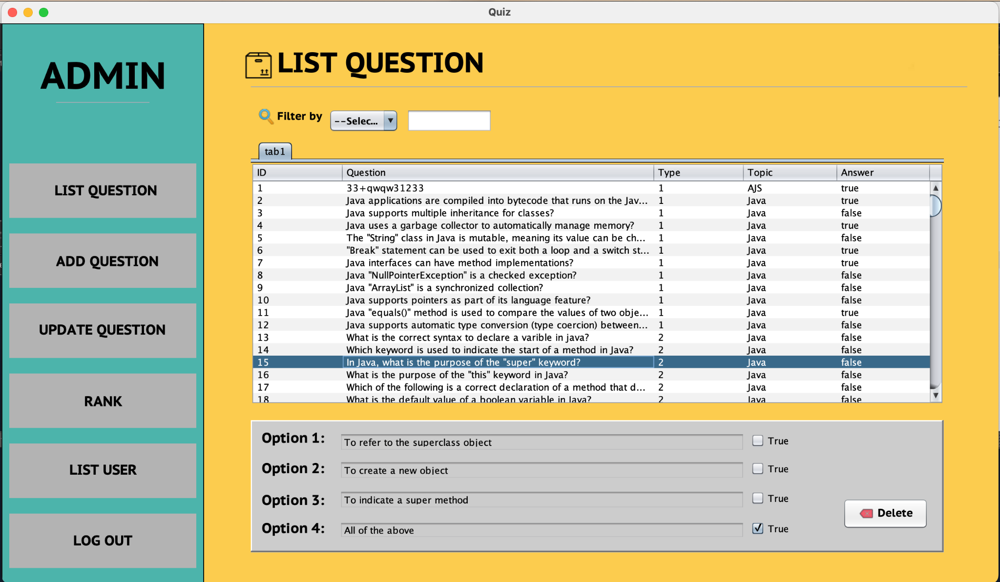 Quiz
ADMIN
LIST QUESTION
ADD QUESTION
UPDATE QUESTION
RANK
LIST USER
LOG OUT
LIST QUESTION
Filter by --Selec...
tab1
ID Question Type Topic Answer
1 33+qwqw31233 1 AJS true
2 Java applications are compiled into bytecode that runs on the Jav... 1 Java true
3 Java supports multiple inheritance for classes? 1 Java false
4 Java uses a garbage collector to automatically manage memory? 1 Java true
5 The "String" class in Java is mutable, meaning its value can be ch... 1 Java false
6 "Break" statement can be used to exit both a loop and a switch st... 1 Java true
7 Java interfaces can have method implementations? 1 Java true
8 Java "NullPointerException" is a checked exception? 1 Java false
9 Java "ArrayList" is a synchronized collection? 1 Java false
10 Java supports pointers as part of its language feature? 1 Java false
11 Java "equals()" method is used to compare the values of two obje... 1 Java true
12 Java supports automatic type conversion (type coercion) between... 1 Java false
13 What is the correct syntax to declare a varible in java? 2 Java false
14 Which keyword is used to indicate the start of a method in Java? 2 Java false
15 In Java, what is the purpose of the "super" keyword? 2 Java false
16 What is the purpose of the "this" keyword in Java? 2 Java false
17 Which of the following is a correct declaration of a method that d... 2 Java false
18 What is the default value of a boolean variable in Java? 2 Java false
Option 1: To refer to the superclass object True
Option 2: To create a new object True
Option 3: To indicate a super method True
Delete
Option 4: All of the above True